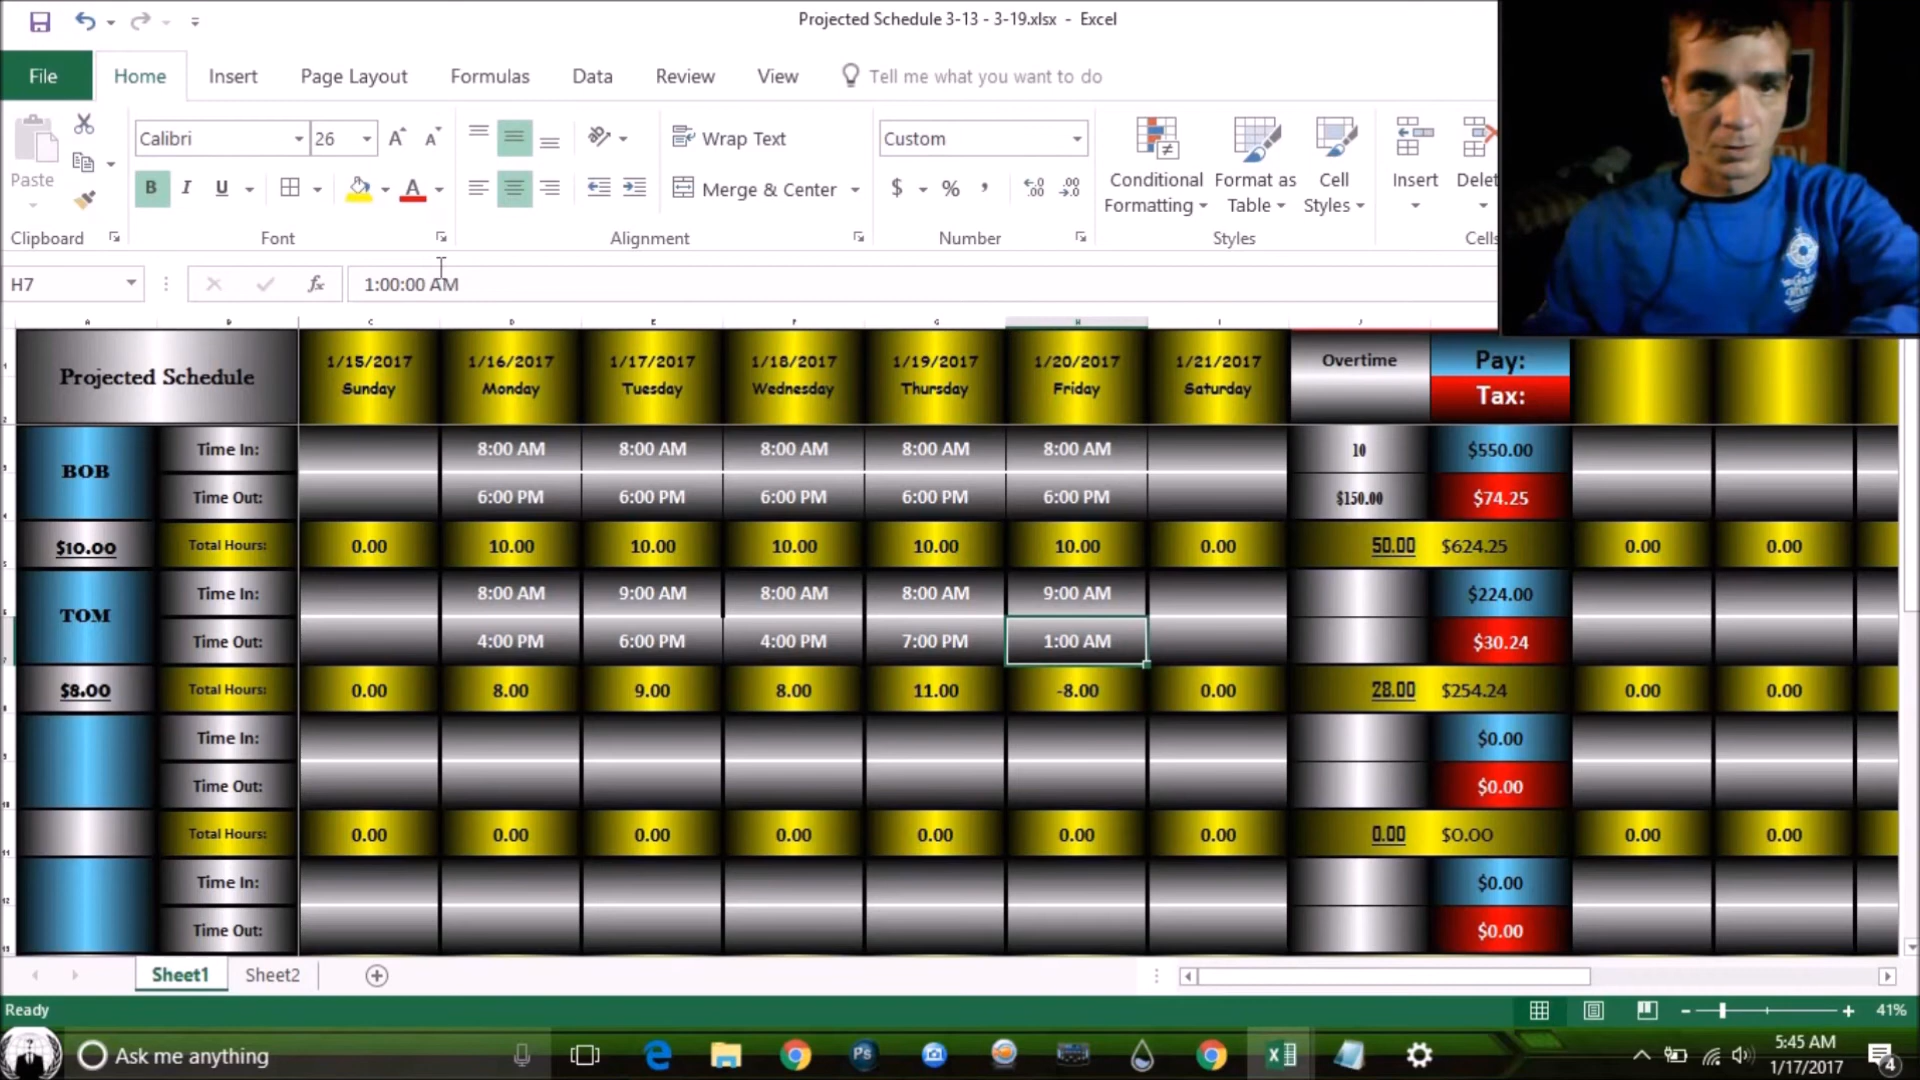 Projected Schedule 3-13 - 3-19.xlsx - Excel
File Home Insert Page Layout Formulas Data Review View Tell me what you want to do
Calibri 26 Wrap Text Custom
Paste B I U A Merge & Center $ % Conditional Formatting Format as Table Cell Styles Insert Delet
Clipboard Font Alignment Number Styles Cells
H7 fx 1:00:00 AM
A B C D E F G H I J
Projected Schedule 1/15/2017 Sunday 1/16/2017 Monday 1/17/2017 Tuesday 1/18/2017 Wednesday 1/19/2017 Thursday 1/20/2017 Friday 1/21/2017 Saturday Overtime Pay: Tax:
BOB Time In: 8:00 AM 8:00 AM 8:00 AM 8:00 AM 8:00 AM 10 $550.00
Time Out: 6:00 PM 6:00 PM 6:00 PM 6:00 PM 6:00 PM $150.00 $74.25
$10.00 Total Hours: 0.00 10.00 10.00 10.00 10.00 10.00 0.00 50.00 $624.25 0.00 0.00
TOM Time In: 8:00 AM 9:00 AM 8:00 AM 8:00 AM 9:00 AM $224.00
Time Out: 4:00 PM 6:00 PM 4:00 PM 7:00 PM 1:00 AM $30.24
$8.00 Total Hours: 0.00 8.00 9.00 8.00 11.00 -8.00 0.00 28.00 $254.24 0.00 0.00
Time In: $0.00
Time Out: $0.00
Total Hours: 0.00 0.00 0.00 0.00 0.00 0.00 0.00 0.00 $0.00 0.00 0.00
Time In: $0.00
Time Out: $0.00
Sheet1 Sheet2
Ready 41%
Ask me anything 5:45 AM
1/17/2017 4